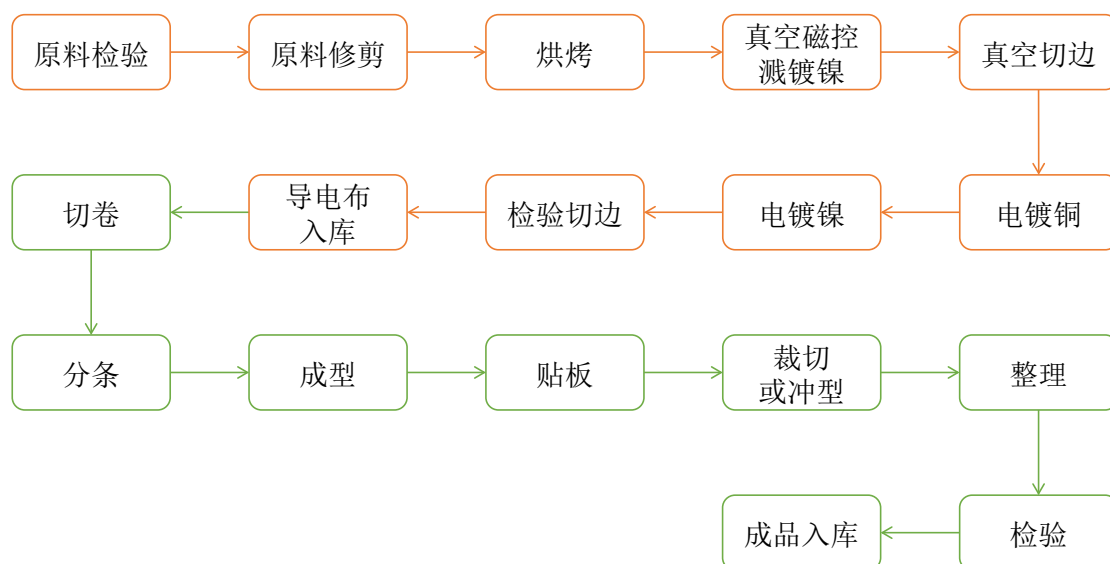 原料检验
原料修剪
烘烤
真空磁控
溅镀镍
真空切边
切卷
导电布
入库
检验切边
电镀镍
电镀铜
分条
成型
贴板
裁切
或冲型
整理
成品入库
检验